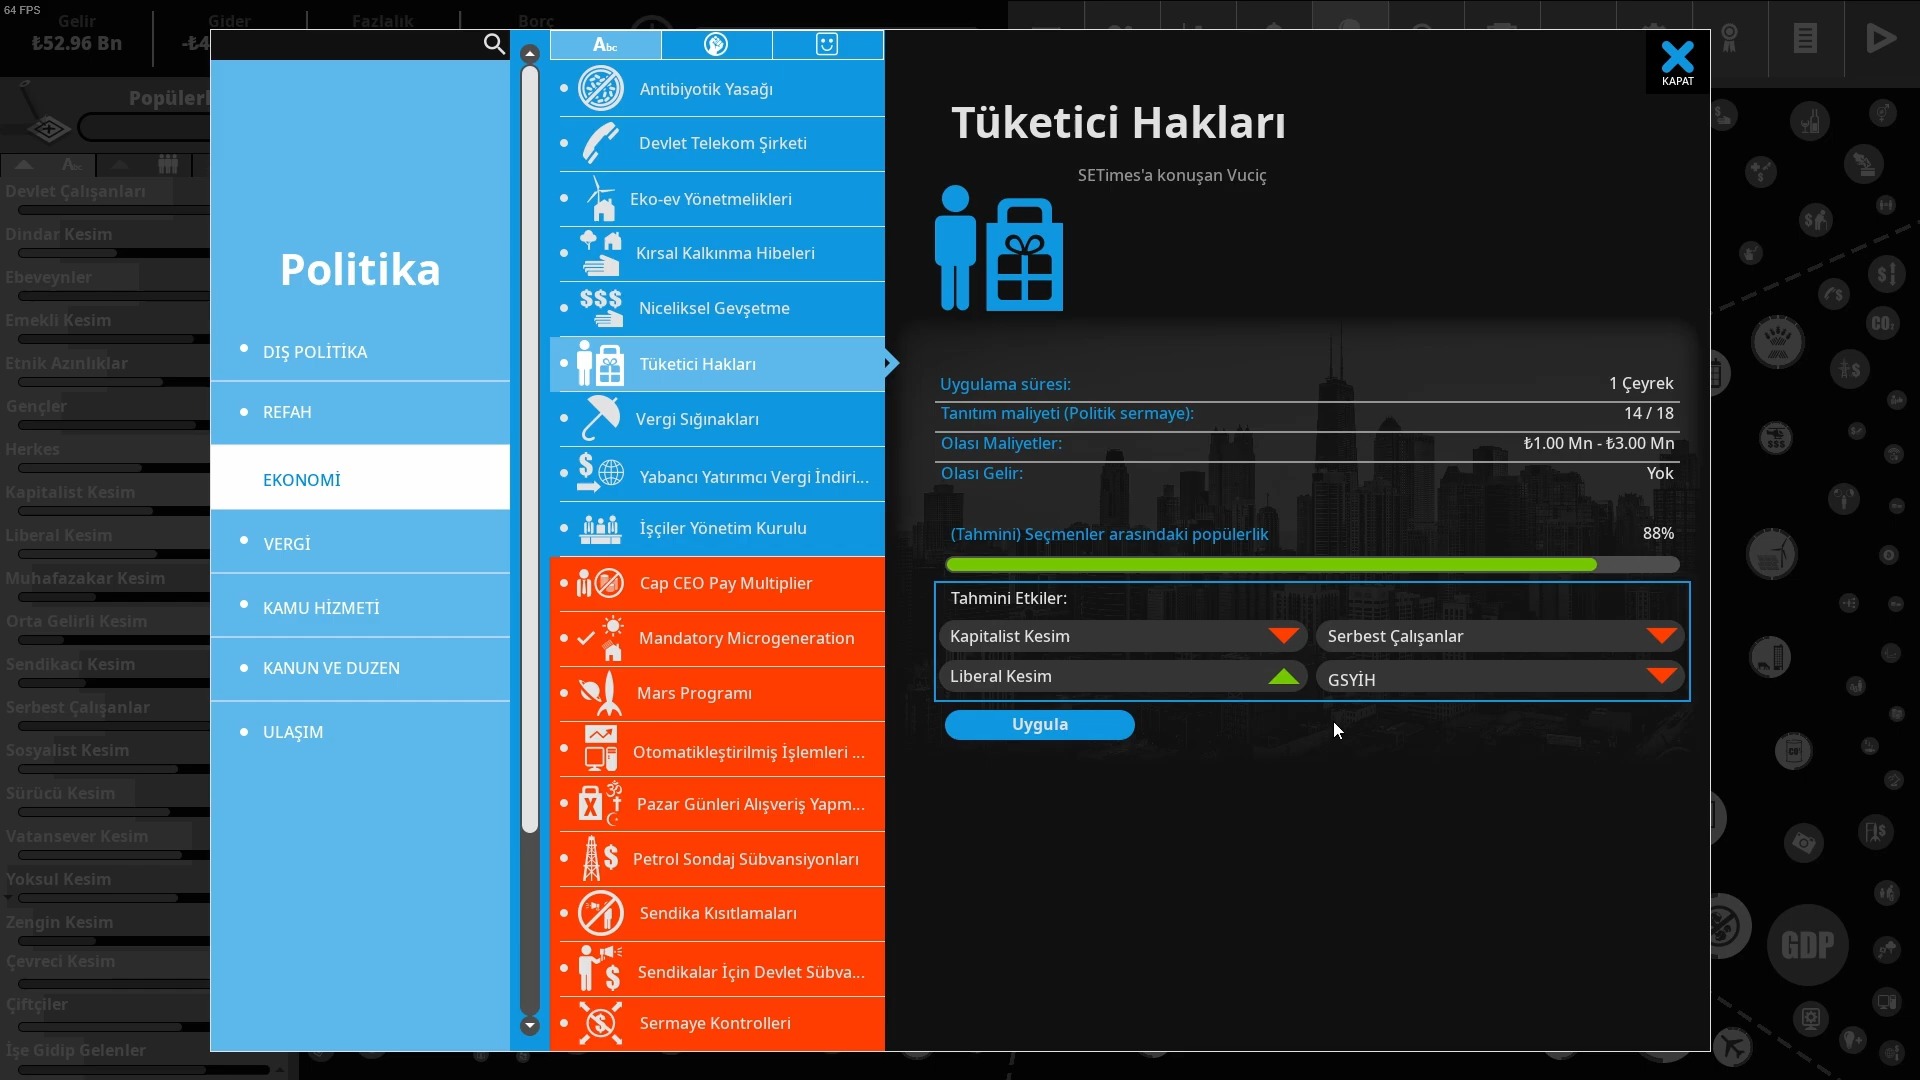 64 FPS
Gelir
Gider
Fazlalık
Borç
₺52.96 Bn
-₺4
Popülerl
Abc
Devlet Çalışanları
Dindar Kesim
Ebeveynler
Emekli Kesim
Etnik Azınlıklar
Gençler
Herkes
Kapitalist Kesim
Liberal Kesim
Muhafazakar Kesim
Orta Gelirli Kesim
Sendikacı Kesim
Serbest Çalışanlar
Sosyalist Kesim
Sürücü Kesim
Vatansever Kesim
Yoksul Kesim
Zengin Kesim
Çevreci Kesim
Çiftçiler
İşe Gidip Gelenler
Politika
DIŞ POLİTİKA
REFAH
EKONOMİ
VERGİ
KAMU HİZMETİ
KANUN VE DUZEN
ULAŞIM
Abc
Antibiyotik Yasağı
Devlet Telekom Şirketi
Eko-ev Yönetmelikleri
Kırsal Kalkınma Hibeleri
Niceliksel Gevşetme
Tüketici Hakları
Vergi Sığınakları
Yabancı Yatırımcı Vergi İndiri...
İşçiler Yönetim Kurulu
Cap CEO Pay Multiplier
Mandatory Microgeneration
Mars Programı
Otomatikleştirilmiş İşlemleri ...
Pazar Günleri Alışveriş Yapm...
Petrol Sondaj Sübvansiyonları
Sendika Kısıtlamaları
Sendikalar İçin Devlet Sübva...
Sermaye Kontrolleri
KAPAT
Tüketici Hakları
SETimes'a konuşan Vuciç
Uygulama süresi: 1 Çeyrek
Tanıtım maliyeti (Politik sermaye): 14 / 18
Olası Maliyetler: ₺1.00 Mn - ₺3.00 Mn
Olası Gelir: Yok
(Tahmini) Seçmenler arasındaki popülerlik 88%
Tahmini Etkiler:
Kapitalist Kesim
Serbest Çalışanlar
Liberal Kesim
GSYİH
Uygula
CO₂
GDP